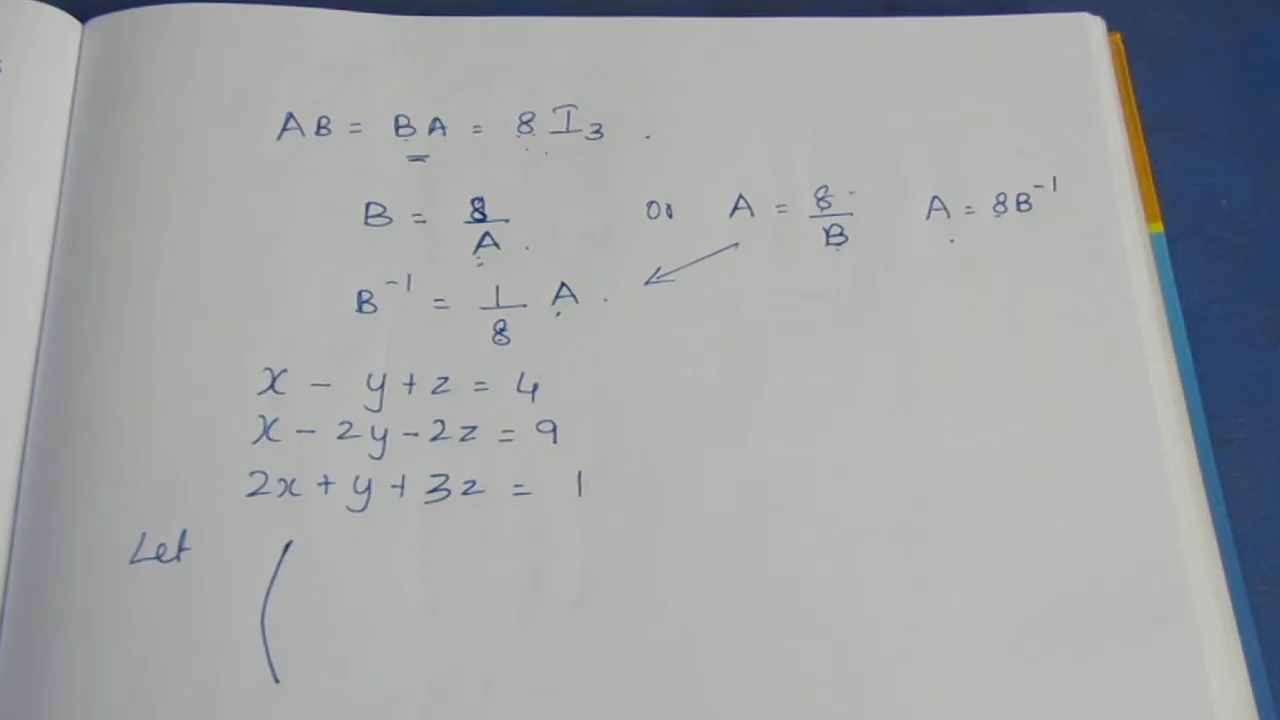 AB = BA = 8 I₃ .
B = 8/A . or A = 8/B A = 8B⁻¹
B⁻¹ = 1/8 A .
x - y + z = 4
x - 2y - 2z = 9
2x + y + 3z = 1
Let (